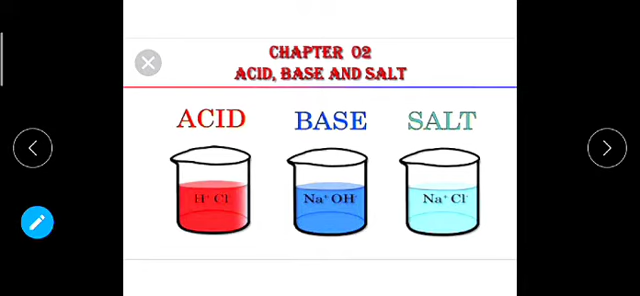 CHAPTER 02
ACID, BASE AND SALT
ACID BASE SALT
H⁺ Cl⁻ Na⁺ OH⁻ Na⁺ Cl⁻